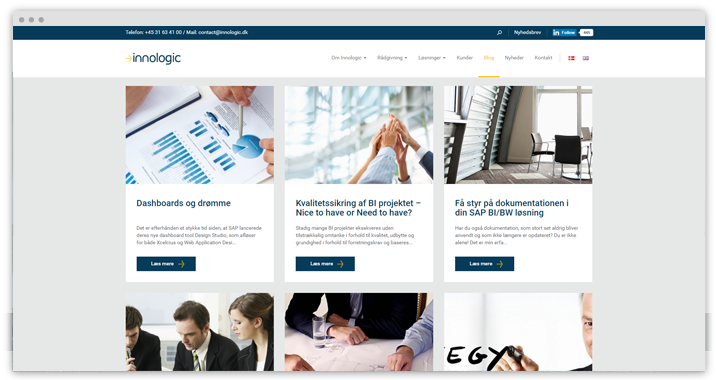 Telefon: +45 31 63 41 00 / Mail: contact@innologic.dk
Nyhedsbrev
in Follow
innologic
Om Innologic Rådgivning Løsninger Kunder Blog Nyheder Kontakt
Dashboards og drømme
Det er efterhånden et stykke tid siden, at SAP lancerede
deres nye dashboard tool Design Studio, som afløser
for både Xcelcius og Web Application Desi...
Læs mere
Kvalitetssikring af BI projektet –
Nice to have or Need to have?
Stadig mange BI projekter eksekveres uden
tilstrækkelig omtanke i forhold til kvalitet, udbytte og
grundighed i forhold til forretningskrav og baseres...
Læs mere
Få styr på dokumentationen i
din SAP BI/BW løsning
Har du også dokumentation, som stort set aldrig bliver
anvendt og som ikke længere er opdateret? Du er ikke
alene! Det er min erfa...
Læs mere
EGY